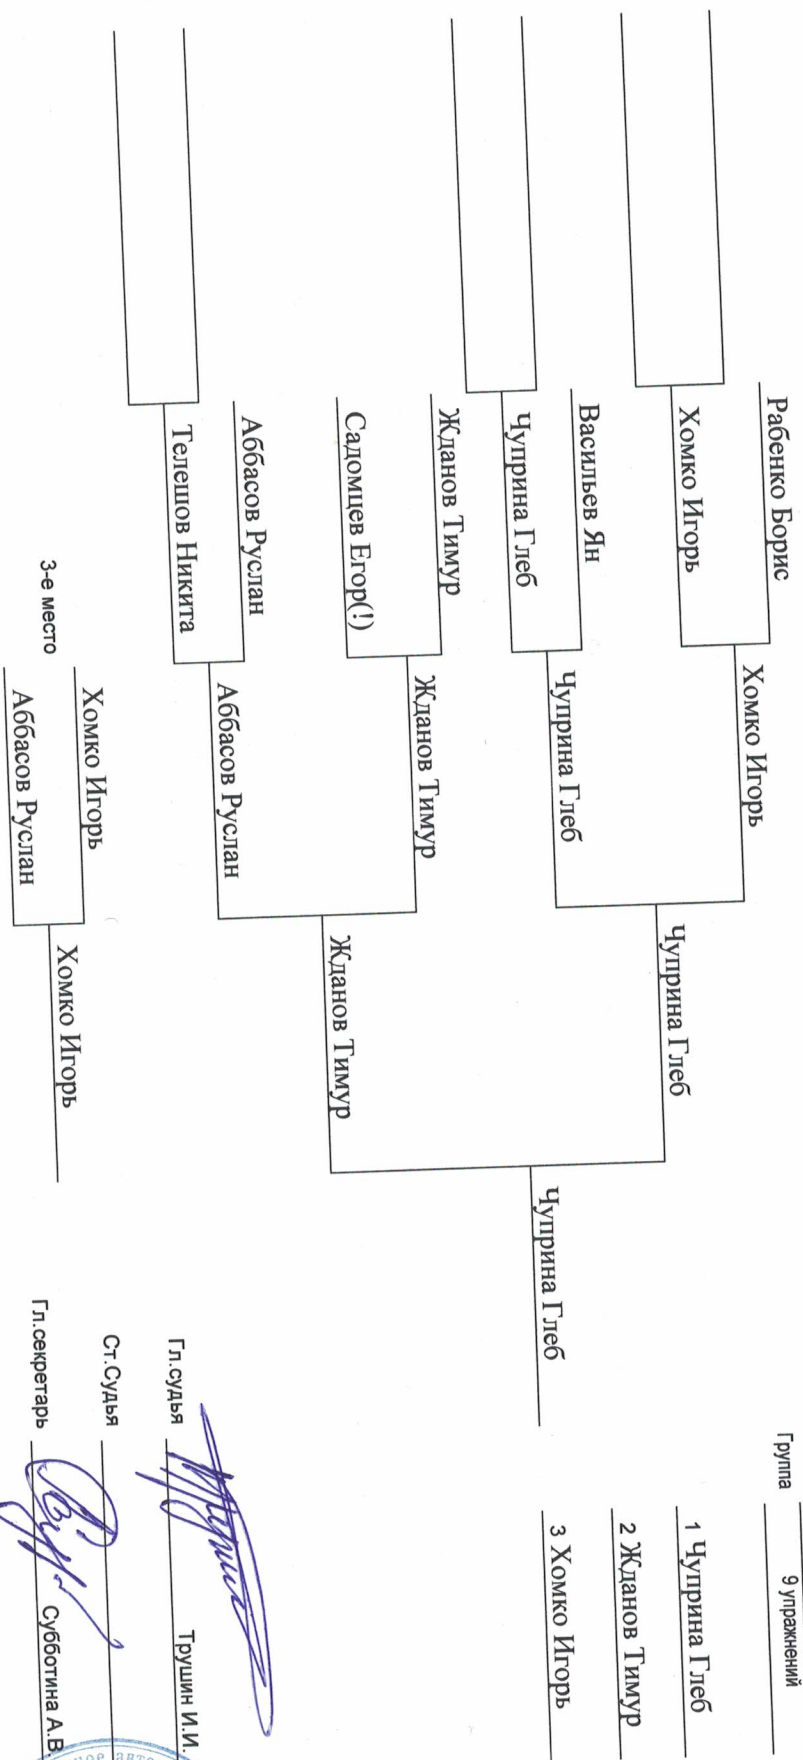 Группа 9 упражнений
1 Чуприна Глеб
2 Жданов Тимур
3 Хомко Игорь
Рабенко Борис
Хомко Игорь
Хомко Игорь
Васильев Ян
Чуприна Глеб
Чуприна Глеб
Чуприна Глеб
Жданов Тимур
Садомцев Егор(!)
Жданов Тимур
Аббасов Руслан
Телешов Никита
Аббасов Руслан
Жданов Тимур
Чуприна Глеб
3-е место
Хомко Игорь
Аббасов Руслан
Хомко Игорь
Гл.судья Трушин И.И.
Ст.Судья
Гл.секретарь Субботина А.В.